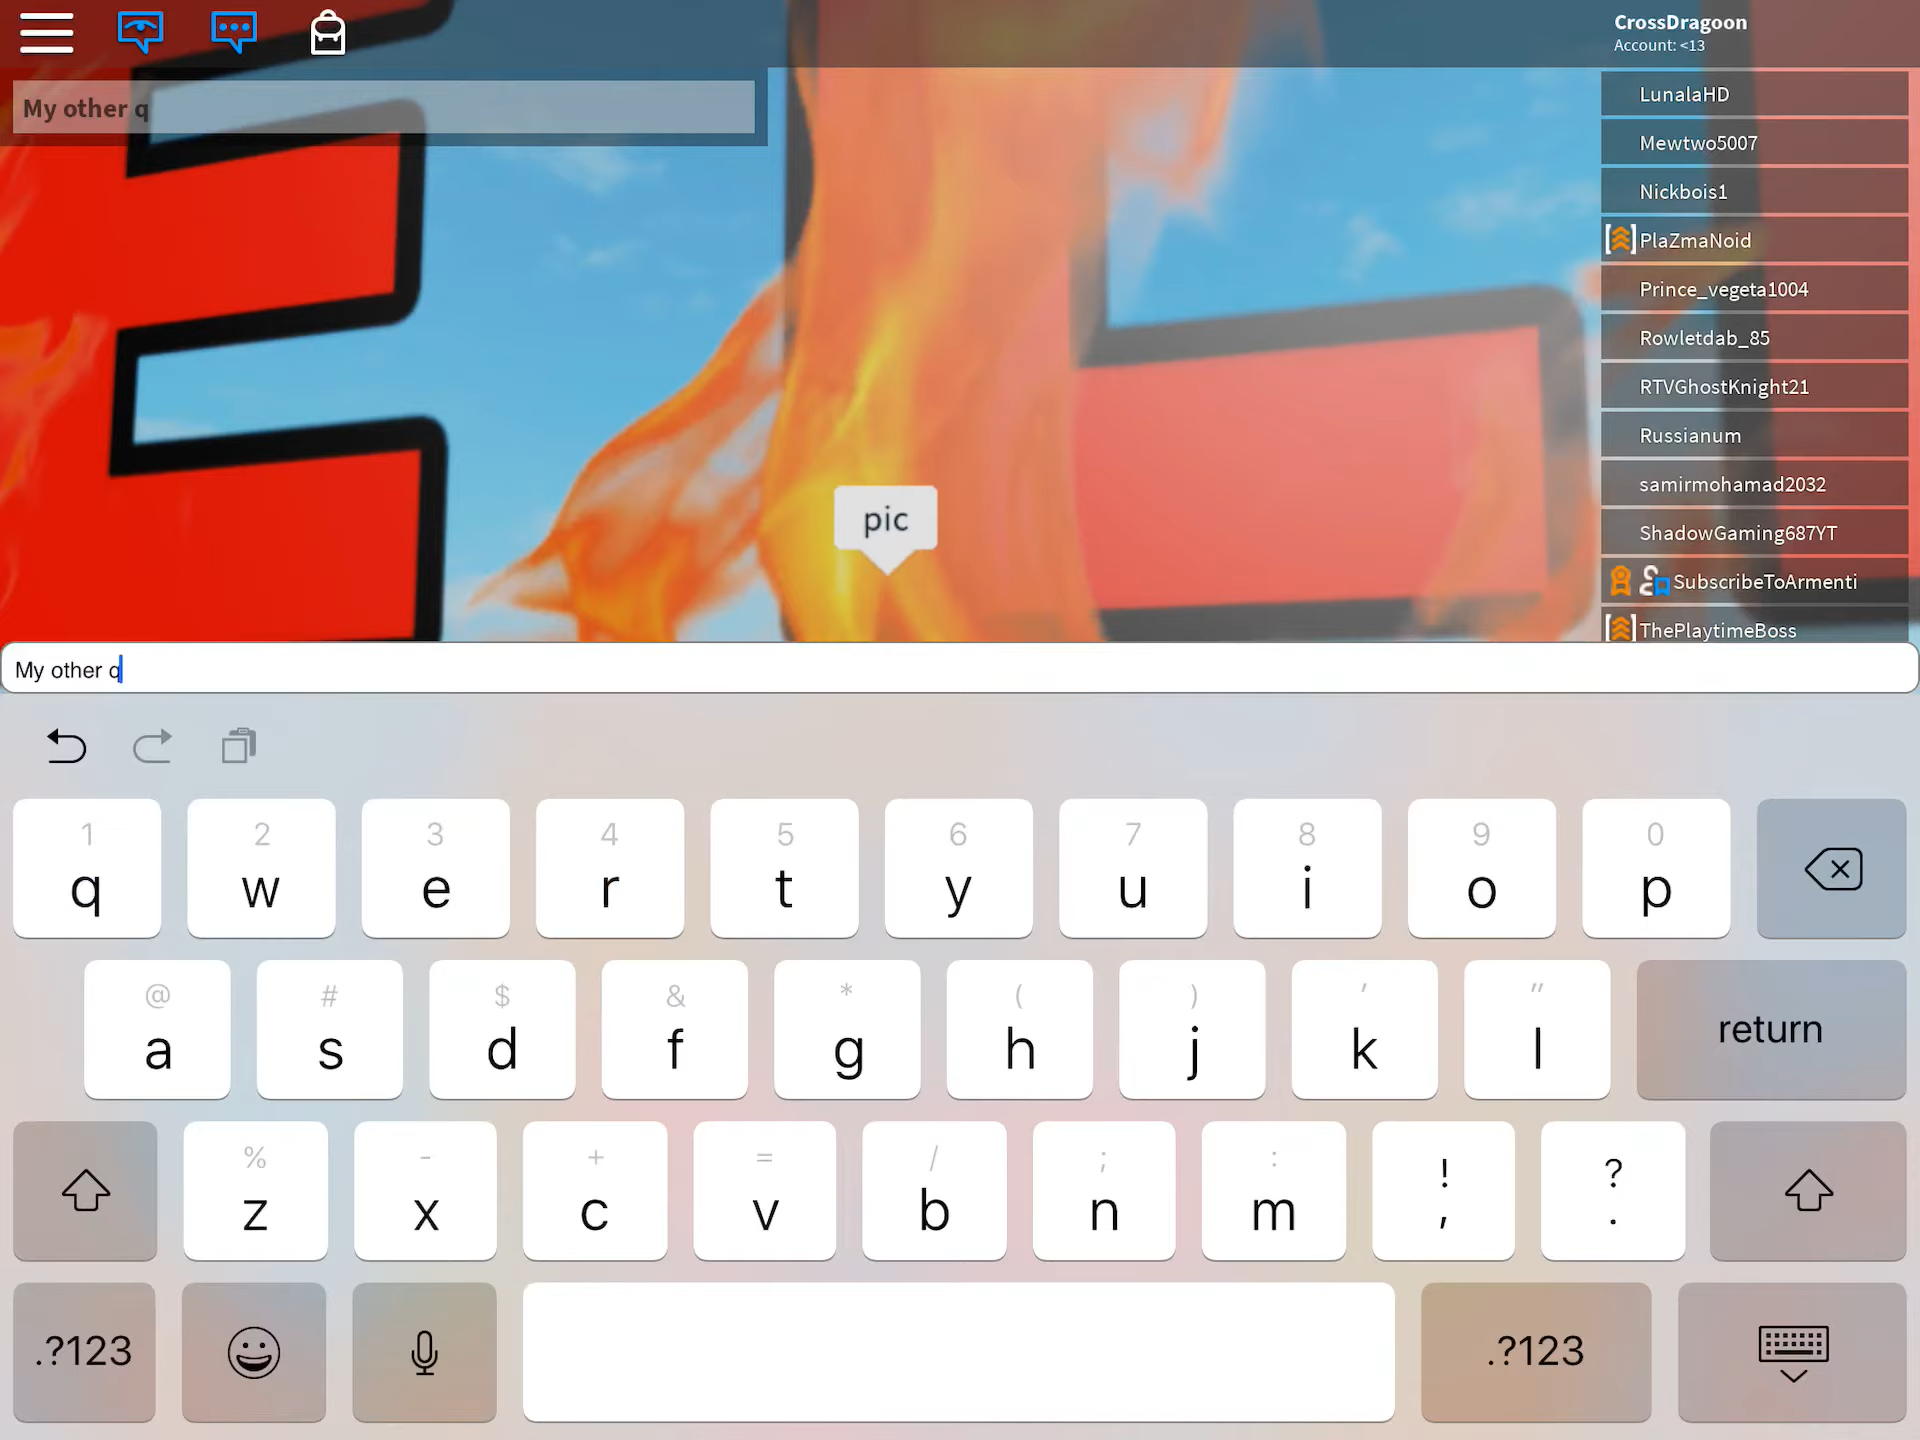 CrossDragoon
Account: <13
My other q
LunalaHD
Mewtwo5007
Nickbois1
PlaZmaNoid
Prince_vegeta1004
Rowletdab_85
RTVGhostKnight21
Russianum
samirmohamad2032
ShadowGaming687YT
SubscribeToArmenti
ThePlaytimeBoss
pic
My other q
1 2 3 4 5 6 7 8 9 0
q w e r t y u i o p
@ # $ & * ( ) ' "
a s d f g h j k l return
% - + = / ; : ! ?
z x c v b n m , .
.?123 .?123